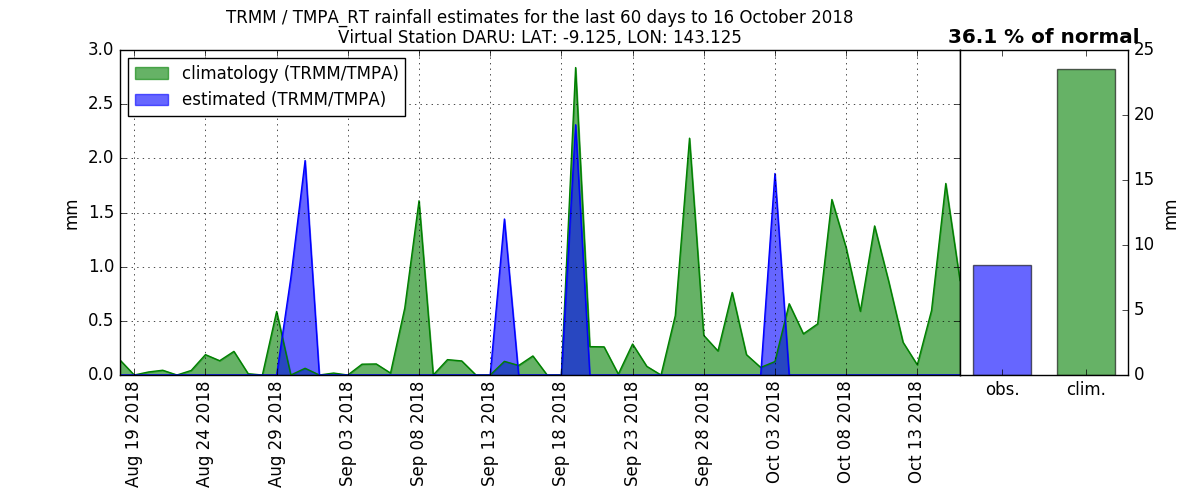 TRMM / TMPA_RT rainfall estimates for the last 60 days to 16 October 2018
Virtual Station DARU: LAT: -9.125, LON: 143.125
36.1 % of normal
climatology (TRMM/TMPA)
estimated (TRMM/TMPA)
mm
3.0
2.5
2.0
1.5
1.0
0.5
0.0
Aug 19 2018
Aug 24 2018
Aug 29 2018
Sep 03 2018
Sep 08 2018
Sep 13 2018
Sep 18 2018
Sep 23 2018
Sep 28 2018
Oct 03 2018
Oct 08 2018
Oct 13 2018
obs.
clim.
25
20
15
10
5
0
mm